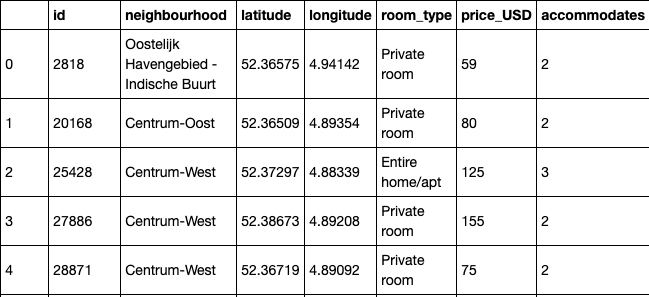 id neighbourhood latitude longitude room_type price_USD accommodates
0 2818 Oostelijk Havengebied - Indische Buurt 52.36575 4.94142 Private room 59 2
1 20168 Centrum-Oost 52.36509 4.89354 Private room 80 2
2 25428 Centrum-West 52.37297 4.88339 Entire home/apt 125 3
3 27886 Centrum-West 52.38673 4.89208 Private room 155 2
4 28871 Centrum-West 52.36719 4.89092 Private room 75 2